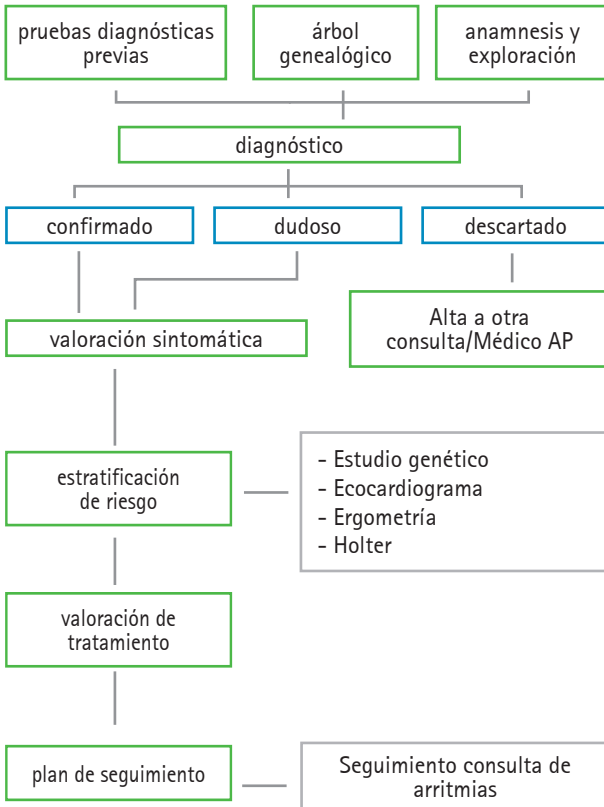 pruebas diagnósticas
previas
árbol
genealógico
anamnesis y
exploración
diagnóstico
confirmado
dudoso
descartado
valoración sintomática
Alta a otra
consulta/Médico AP
estratificación
de riesgo
- Estudio genético
- Ecocardiograma
- Ergometría
- Holter
valoración de
tratamiento
plan de seguimiento
Seguimiento consulta de
arritmias